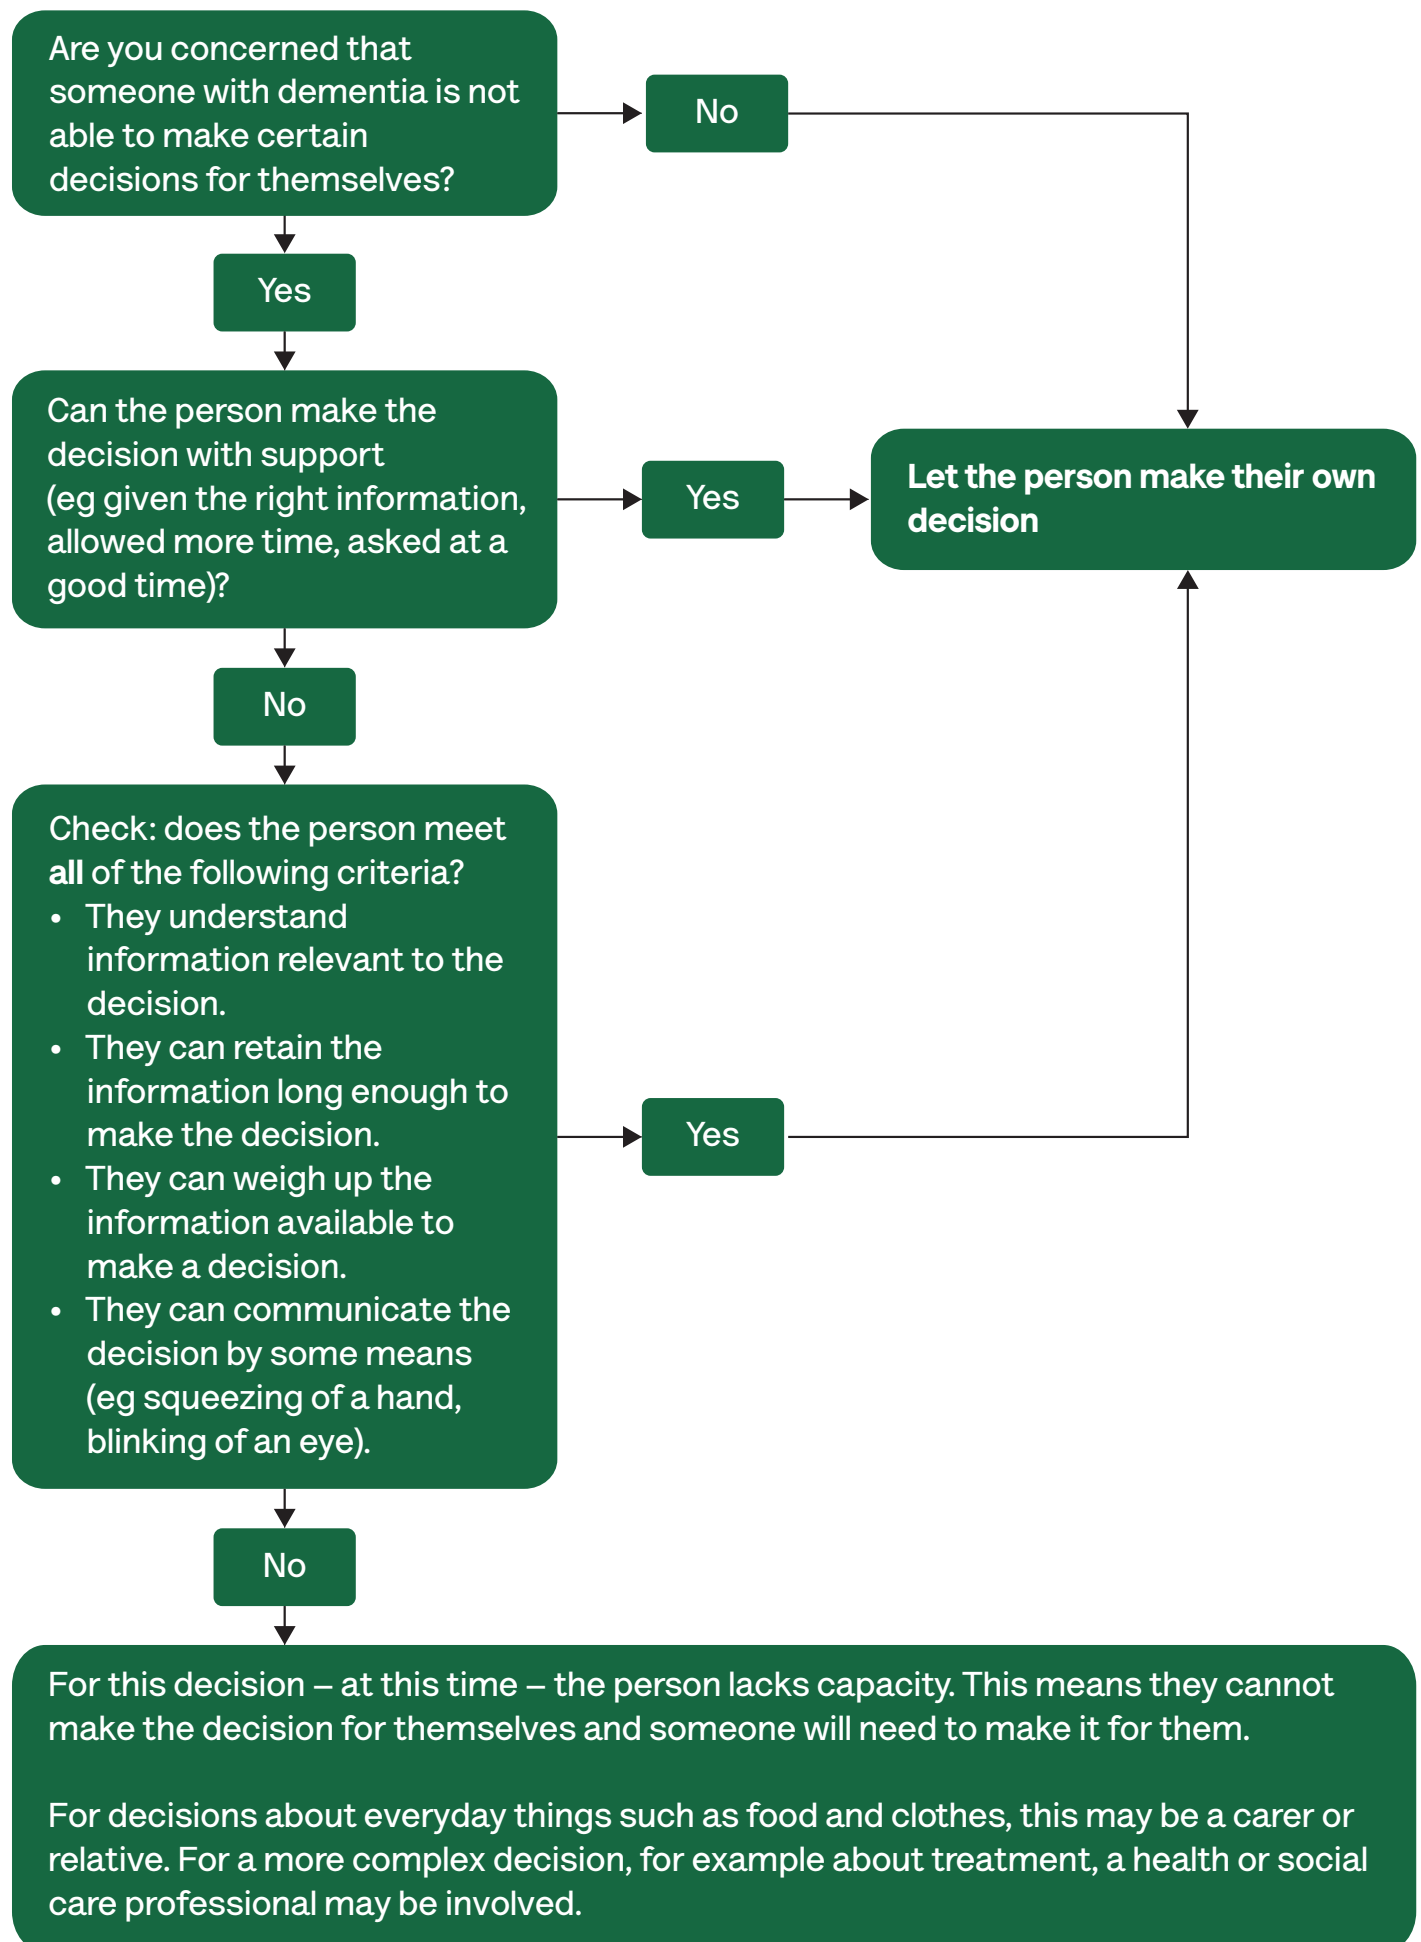 Are you concerned that
someone with dementia is not
able to make certain
decisions for themselves?
No
Yes
Can the person make the
decision with support
(eg given the right information,
allowed more time, asked at a
good time)?
Yes
Let the person make their own
decision
No
Check: does the person meet
all of the following criteria?
• They understand
information relevant to the
decision.
• They can retain the
information long enough to
make the decision.
• They can weigh up the
information available to
make a decision.
• They can communicate the
decision by some means
(eg squeezing of a hand,
blinking of an eye).
Yes
No
For this decision – at this time – the person lacks capacity. This means they cannot
make the decision for themselves and someone will need to make it for them.
For decisions about everyday things such as food and clothes, this may be a carer or
relative. For a more complex decision, for example about treatment, a health or social
care professional may be involved.